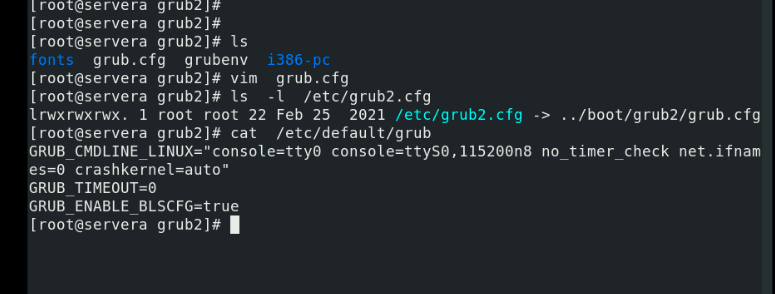 [root@servera grub2]#
[root@servera grub2]#
[root@servera grub2]# ls
fonts  grub.cfg  grubenv  i386-pc
[root@servera grub2]# vim  grub.cfg
[root@servera grub2]# ls  -l  /etc/grub2.cfg
lrwxrwxrwx. 1 root root 22 Feb 25  2021 /etc/grub2.cfg -> ../boot/grub2/grub.cfg
[root@servera grub2]# cat  /etc/default/grub
GRUB_CMDLINE_LINUX="console=tty0 console=ttyS0,115200n8 no_timer_check net.ifnam
es=0 crashkernel=auto"
GRUB_TIMEOUT=0
GRUB_ENABLE_BLSCFG=true
[root@servera grub2]#